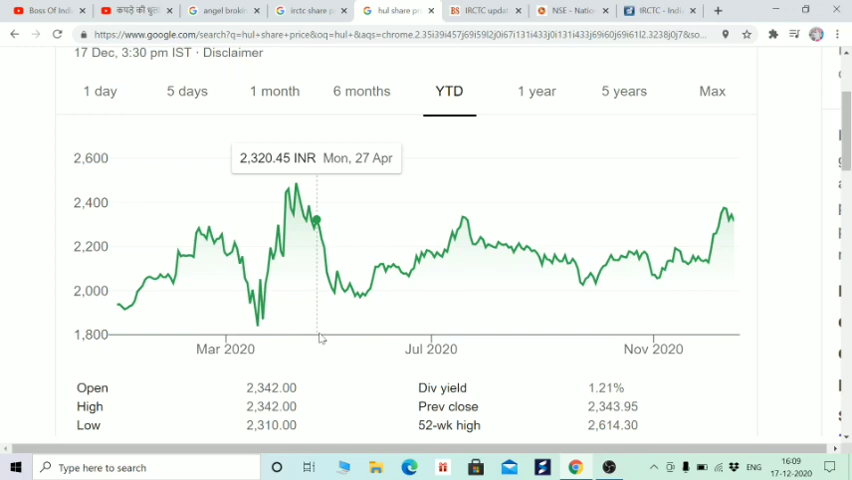 Boss Of Indi
कपड़े की धुल
angel brokin
irctc share p
hul share pri
IRCTC updat
NSE - Nation
IRCTC - India
https://www.google.com/search?q=hul+share+price&oq=hul+&aqs=chrome.2.35i39i457j69i59l2j0i67i131i433j0i131i433j69i60j69i61l2.3238j0j7&so...
17 Dec, 3:30 pm IST · Disclaimer
1 day 5 days 1 month 6 months YTD 1 year 5 years Max
2,320.45 INR Mon, 27 Apr
2,600
2,400
2,200
2,000
1,800
Mar 2020 Jul 2020 Nov 2020
Open 2,342.00 Div yield 1.21%
High 2,342.00 Prev close 2,343.95
Low 2,310.00 52-wk high 2,614.30
Type here to search
ENG
16:09
17-12-2020